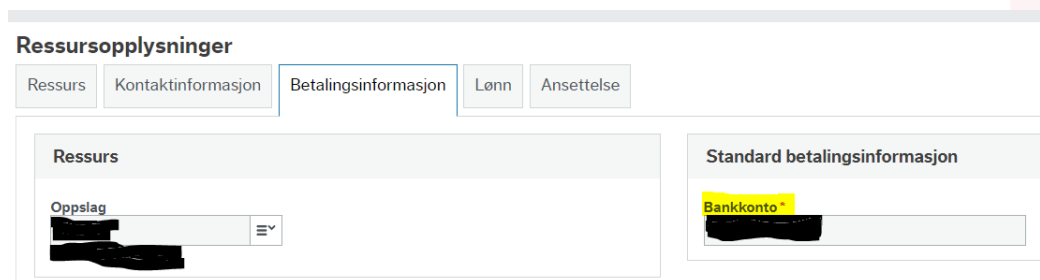 Ressursopplysninger
Ressurs Kontaktinformasjon Betalingsinformasjon Lønn Ansettelse
Ressurs
Standard betalingsinformasjon
Oppslag
Bankkonto *